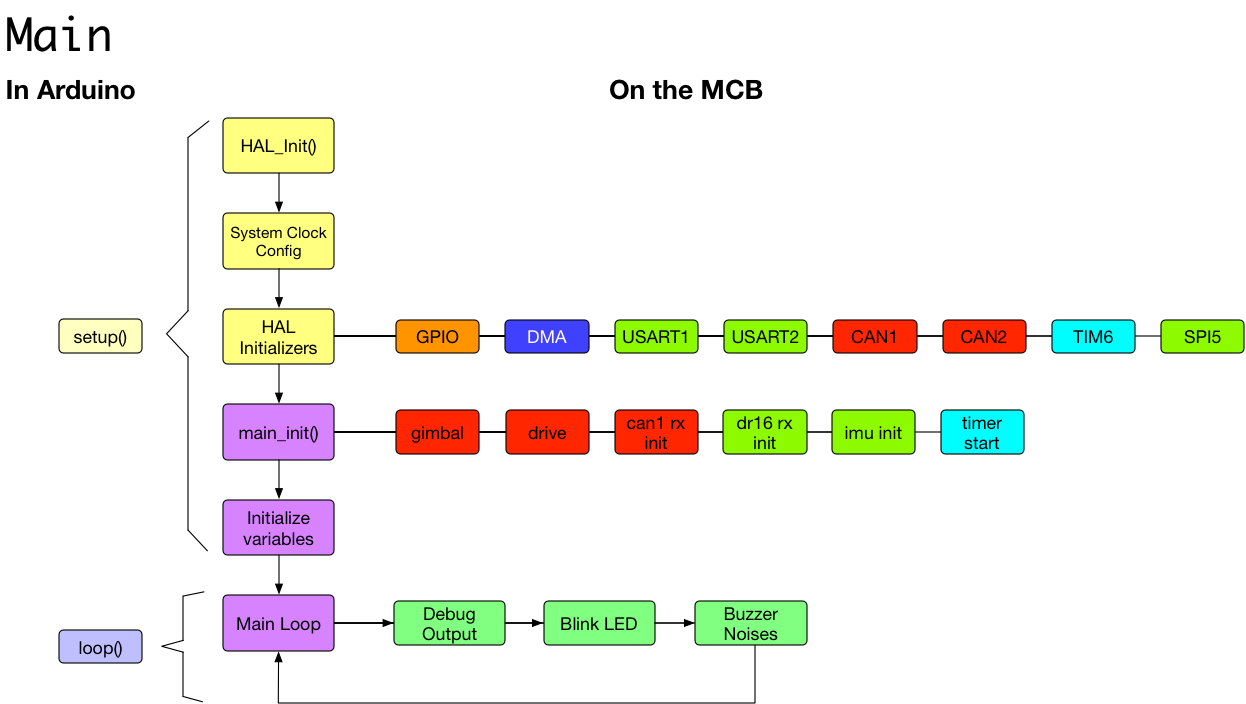 Main
In Arduino
On the MCB
HAL_Init()
System Clock
Config
setup()
HAL
Initializers
GPIO
DMA
USART1
USART2
CAN1
CAN2
TIM6
SPI5
main_init()
gimbal
drive
can1 rx
init
dr16 rx
init
imu init
timer
start
Initialize
variables
loop()
Main Loop
Debug
Output
Blink LED
Buzzer
Noises